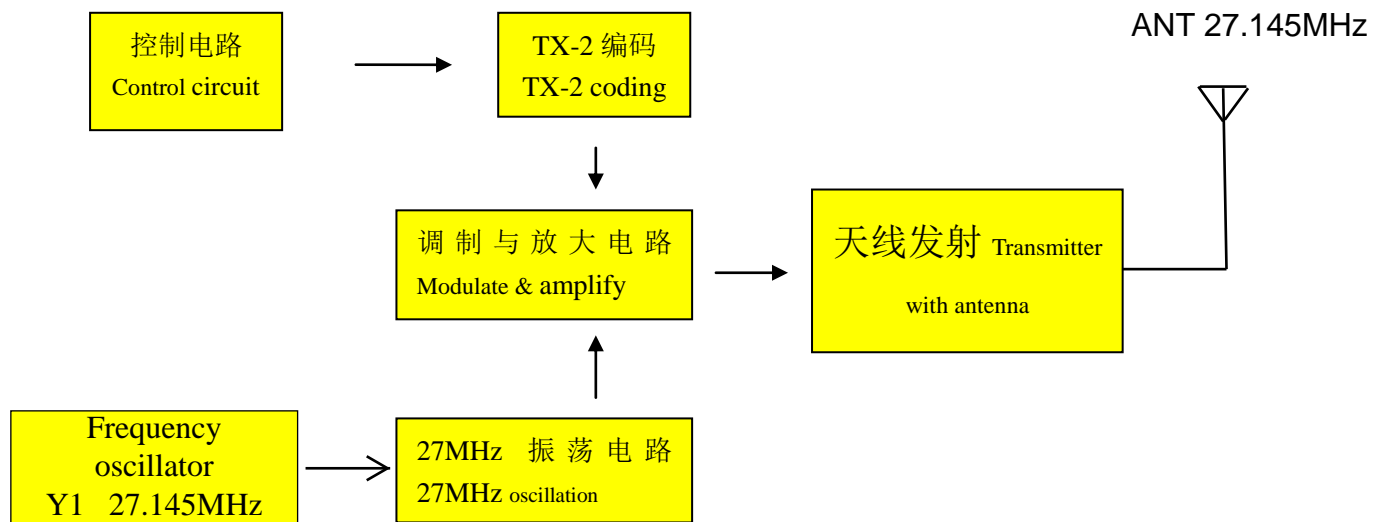 ANT 27.145MHz
控制电路
Control circuit
TX-2 编码
TX-2 coding
调制与放大电路
Modulate & amplify
天线发射 Transmitter
with antenna
Frequency
oscillator
Y1 27.145MHz
27MHz 振荡电路
27MHz oscillation